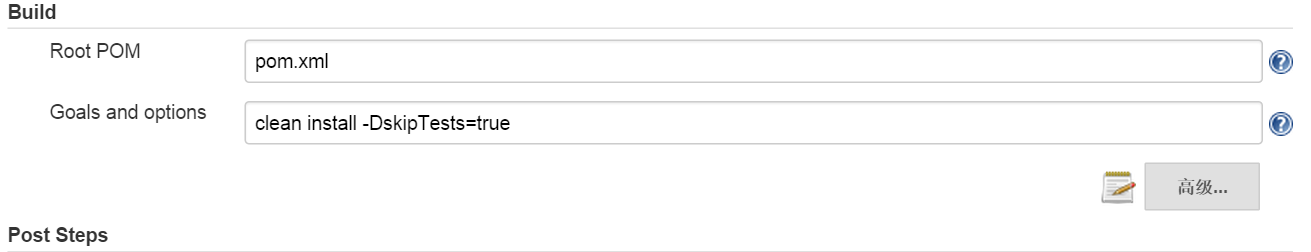 Build
Root POM
pom.xml
Goals and options
clean install -DskipTests=true
高级...
Post Steps